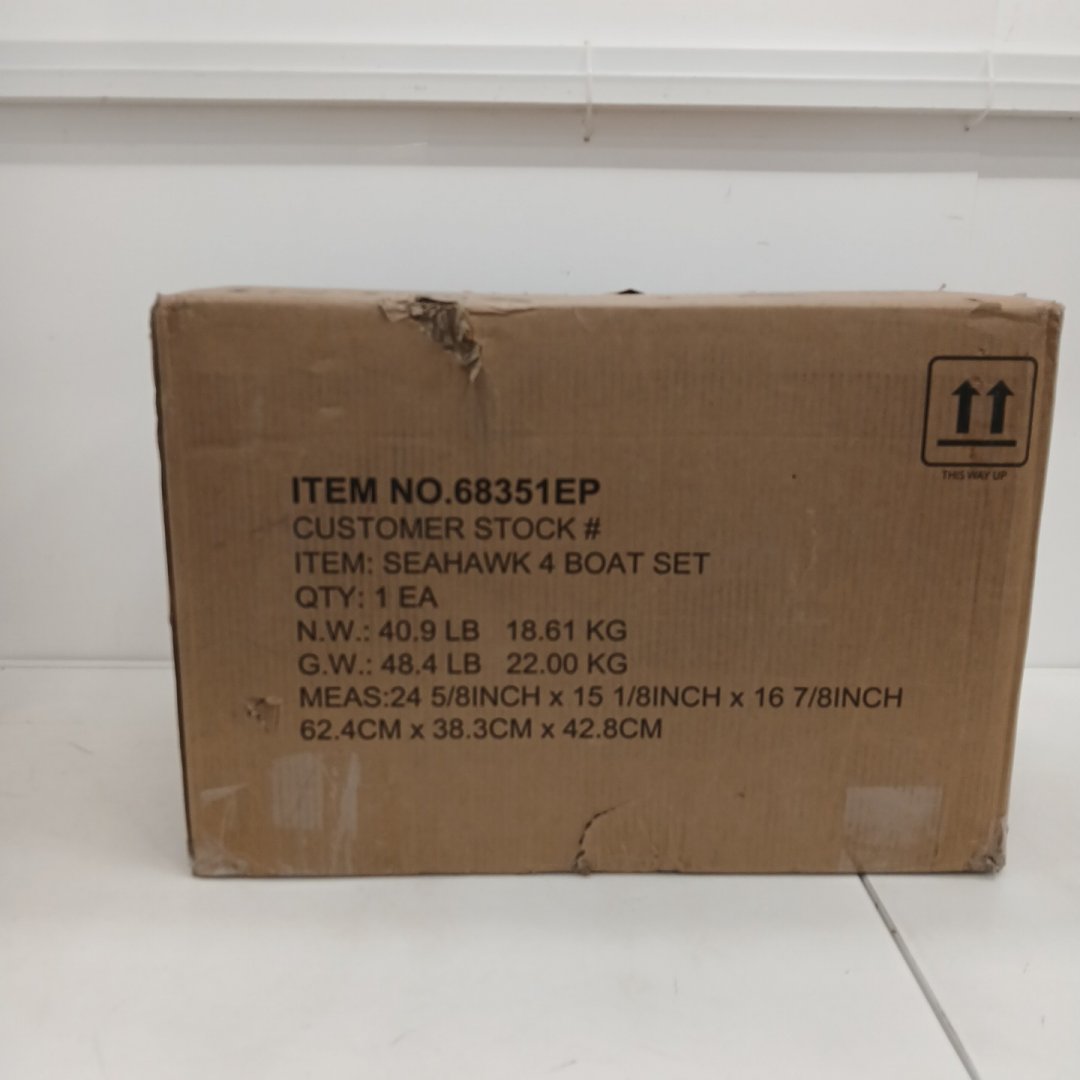 THIS WAY UP
ITEM NO.68351EP
CUSTOMER STOCK #
ITEM: SEAHAWK 4 BOAT SET
QTY: 1 EA
N.W.: 40.9 LB 18.61 KG
G.W.: 48.4 LB 22.00 KG
MEAS:24 5/8INCH x 15 1/8INCH x 16 7/8INCH
62.4CM x 38.3CM x 42.8CM